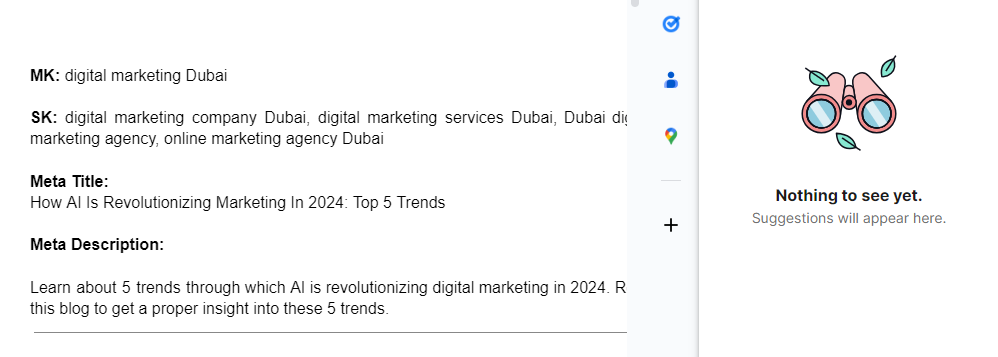 MK: digital marketing Dubai
SK: digital marketing company Dubai, digital marketing services Dubai, Dubai
marketing agency, online marketing agency Dubai
Meta Title:
How AI Is Revolutionizing Marketing In 2024: Top 5 Trends
Meta Description:
Learn about 5 trends through which AI is revolutionizing digital marketing in 2024.
this blog to get a proper insight into these 5 trends.
Nothing to see yet.
Suggestions will appear here.